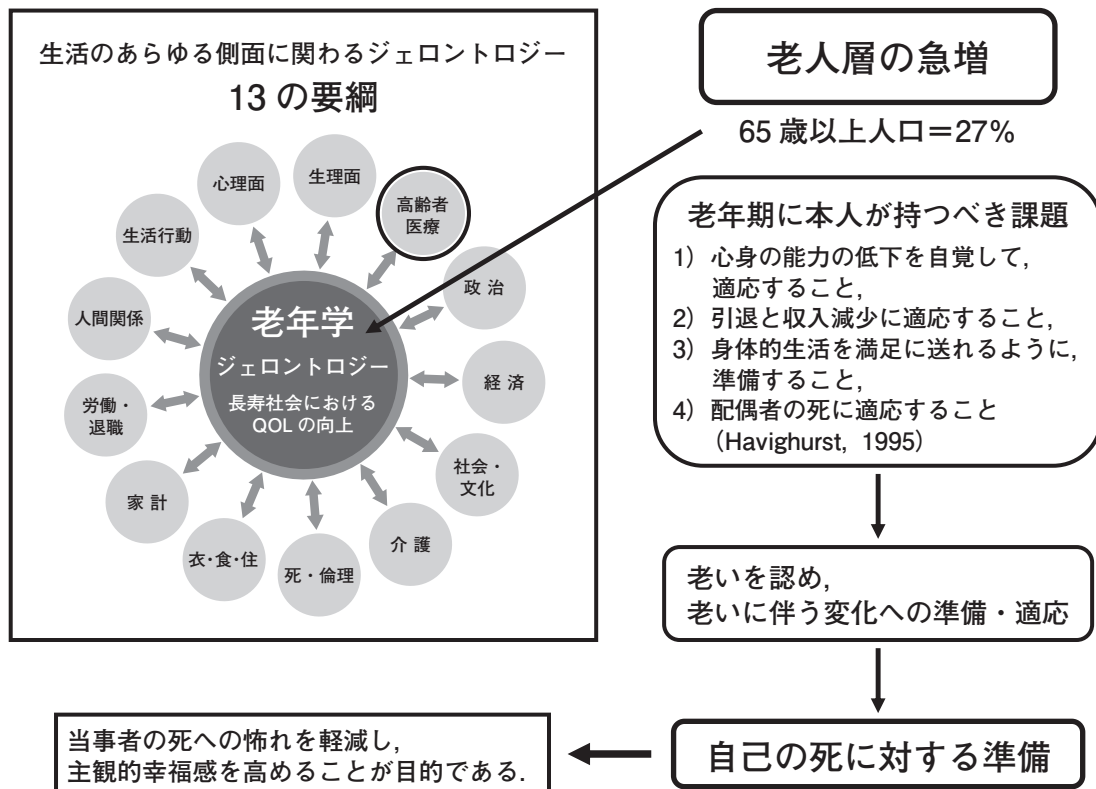 生活のあらゆる側面に関わるジェロントロジー
13の要綱
心理面
生理面
高齢者
医療
生活行動
政治
人間関係
老年学
ジェロントロジー
長寿社会における
QOLの向上
経済
労働・
退職
社会・
文化
家計
介護
衣・食・住
死・倫理
老人層の急増
65歳以上人口＝27%
老年期に本人が持つべき課題
1）心身の能力の低下を自覚して，
適応すること，
2）引退と収入減少に適応すること，
3）身体的生活を満足に送れるように，
準備すること，
4）配偶者の死に適応すること
（Havighurst，1995）
老いを認め，
老いに伴う変化への準備・適応
自己の死に対する準備
当事者の死への怖れを軽減し，
主観的幸福感を高めることが目的である．